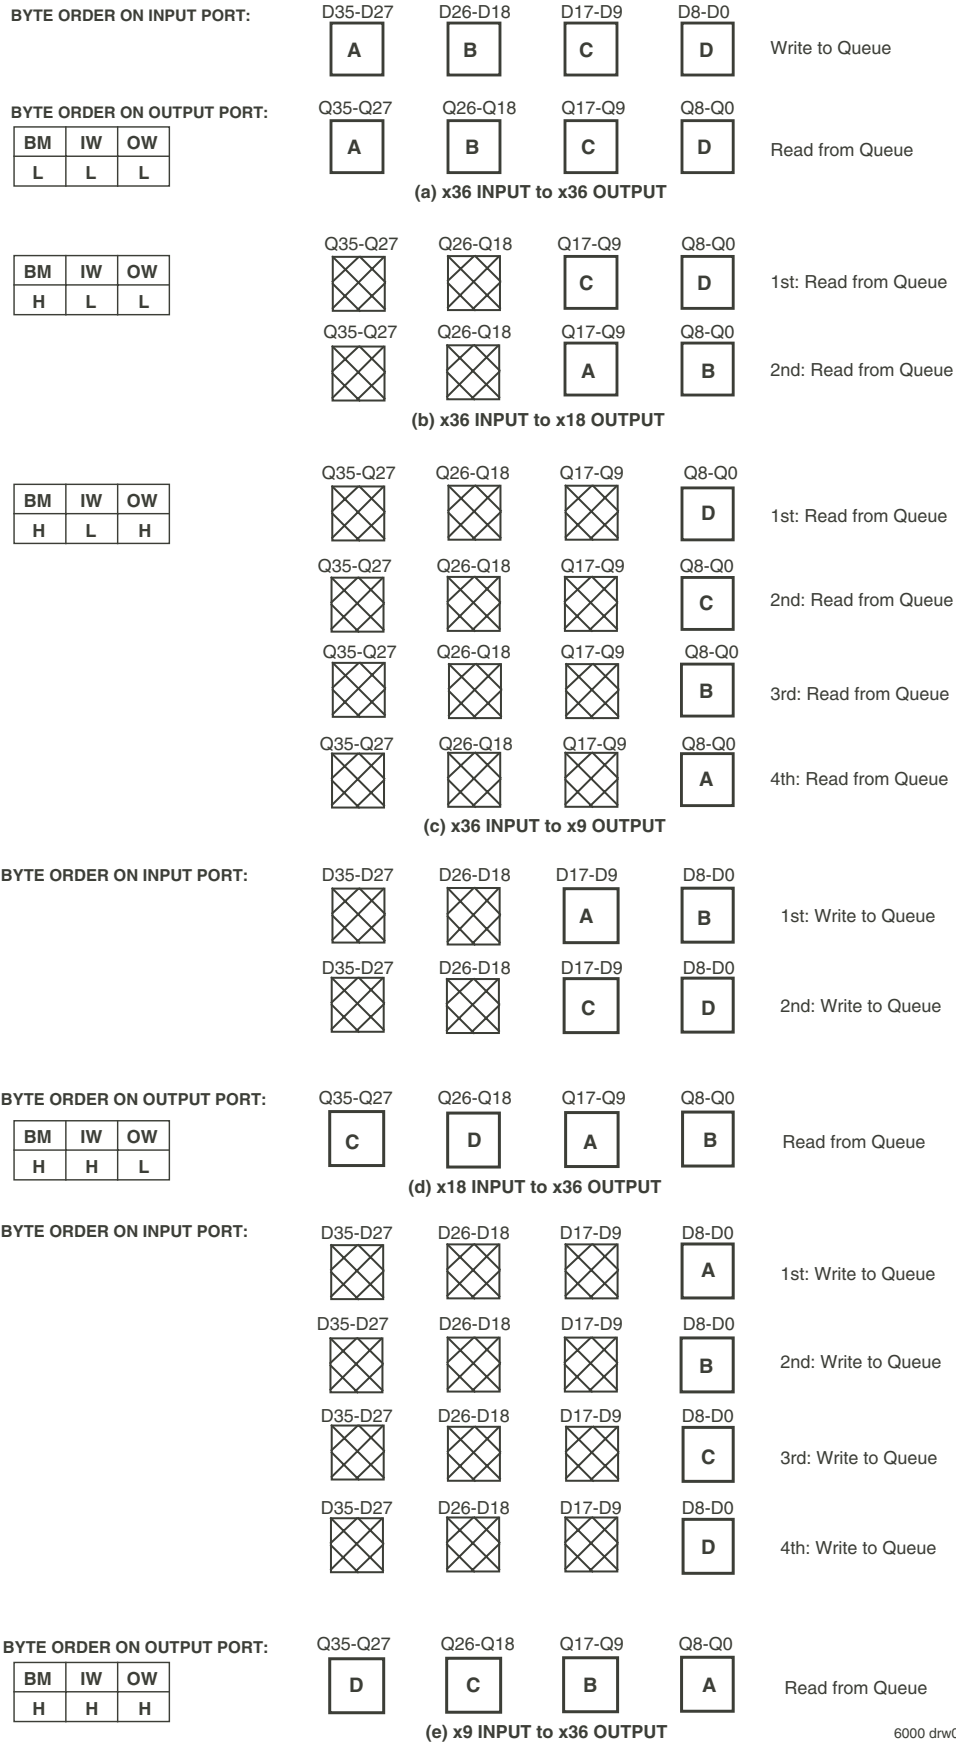 BYTE ORDER ON INPUT PORT: D35-D27 D26-D18 D17-D9 D8-D0
A B C D Write to Queue
BYTE ORDER ON OUTPUT PORT: Q35-Q27 Q26-Q18 Q17-Q9 Q8-Q0
BM IW OW
A B C D Read from Queue
L L L
(a) x36 INPUT to x36 OUTPUT
Q35-Q27 Q26-Q18 Q17-Q9 Q8-Q0
BM IW OW
C D 1st: Read from Queue
H L L
Q35-Q27 Q26-Q18 Q17-Q9 Q8-Q0
A B 2nd: Read from Queue
(b) x36 INPUT to x18 OUTPUT
Q35-Q27 Q26-Q18 Q17-Q9 Q8-Q0
BM IW OW
D 1st: Read from Queue
H L H
Q35-Q27 Q26-Q18 Q17-Q9 Q8-Q0
C 2nd: Read from Queue
Q35-Q27 Q26-Q18 Q17-Q9 Q8-Q0
B 3rd: Read from Queue
Q35-Q27 Q26-Q18 Q17-Q9 Q8-Q0
A 4th: Read from Queue
(c) x36 INPUT to x9 OUTPUT
BYTE ORDER ON INPUT PORT: D35-D27 D26-D18 D17-D9 D8-D0
A B 1st: Write to Queue
D35-D27 D26-D18 D17-D9 D8-D0
C D 2nd: Write to Queue
BYTE ORDER ON OUTPUT PORT: Q35-Q27 Q26-Q18 Q17-Q9 Q8-Q0
BM IW OW
C D A B Read from Queue
H H L
(d) x18 INPUT to x36 OUTPUT
BYTE ORDER ON INPUT PORT: D35-D27 D26-D18 D17-D9 D8-D0
A 1st: Write to Queue
D35-D27 D26-D18 D17-D9 D8-D0
B 2nd: Write to Queue
D35-D27 D26-D18 D17-D9 D8-D0
C 3rd: Write to Queue
D35-D27 D26-D18 D17-D9 D8-D0
D 4th: Write to Queue
BYTE ORDER ON OUTPUT PORT: Q35-Q27 Q26-Q18 Q17-Q9 Q8-Q0
BM IW OW
D C B A Read from Queue
H H H
(e) x9 INPUT to x36 OUTPUT
6000